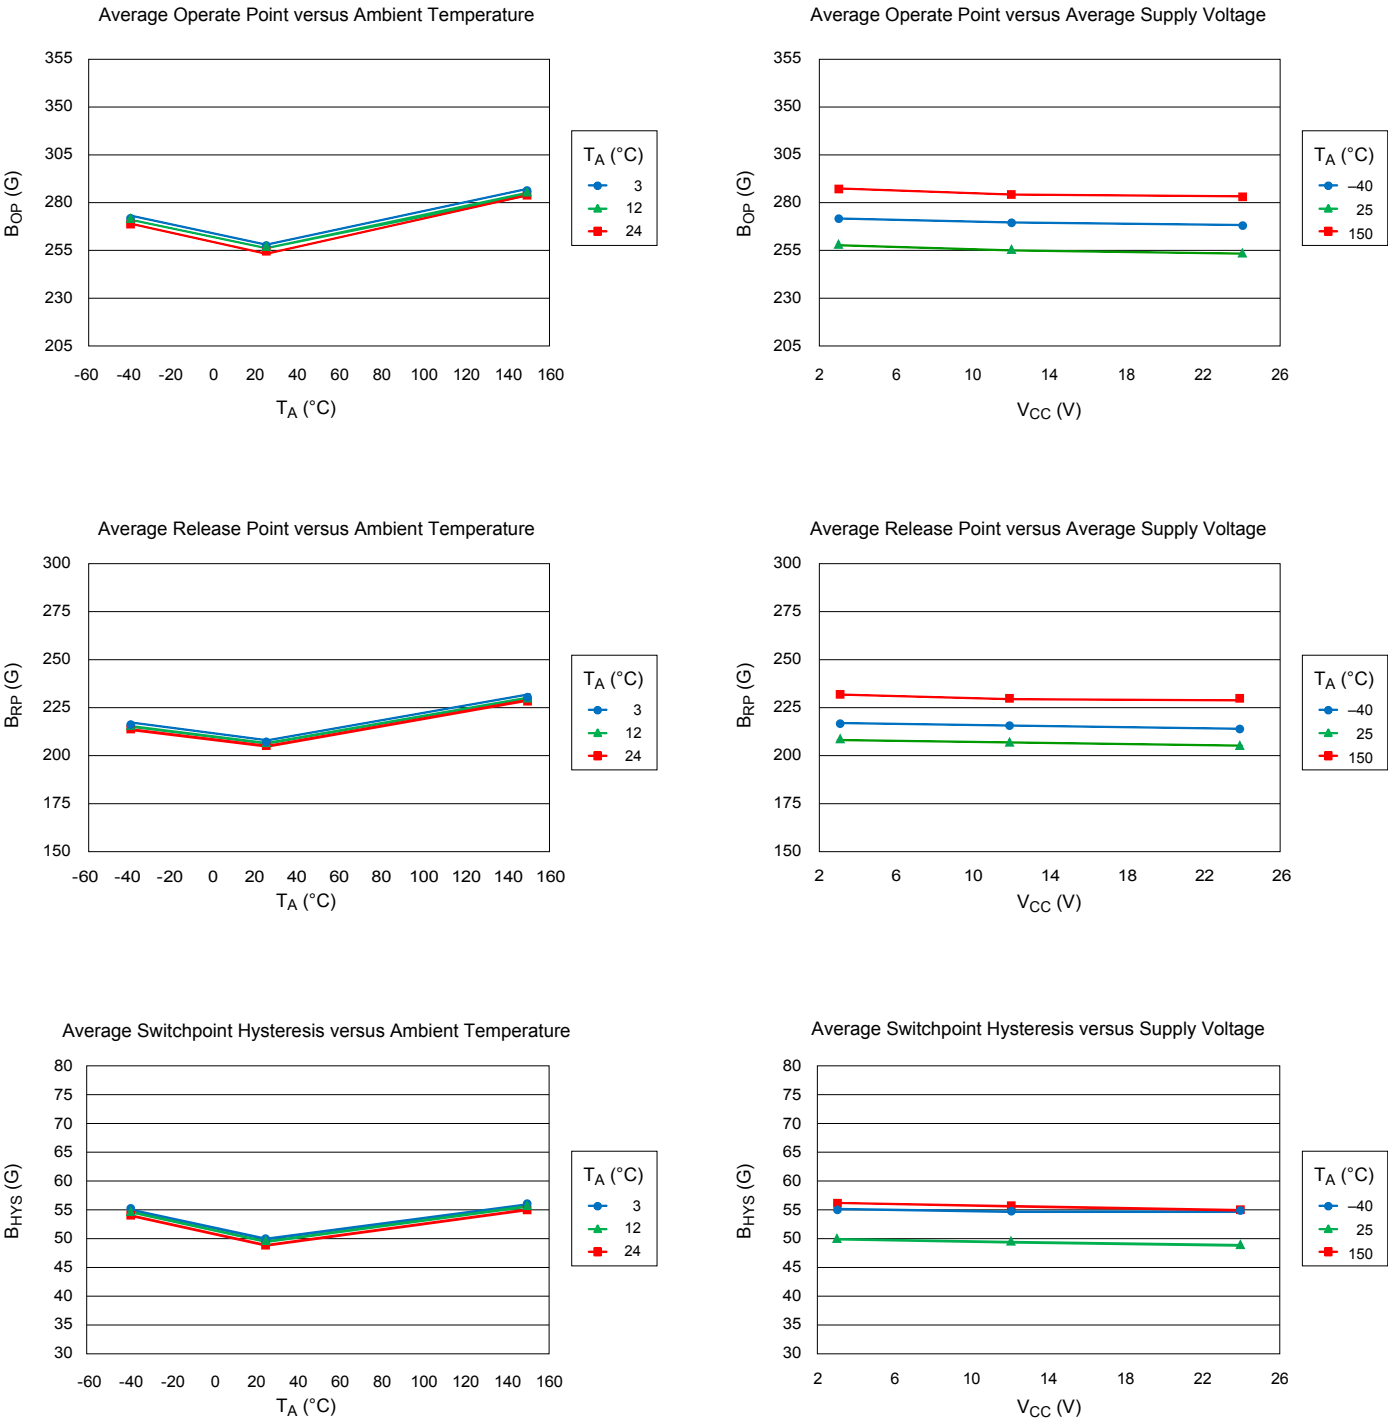 Average Operate Point versus Ambient Temperature
355
350
305
280
255
230
205
-60 -40 -20 0 20 40 60 80 100 120 140 160
BOP (G)
TA (°C)
TA (°C)
3
12
24
Average Operate Point versus Average Supply Voltage
355
350
305
280
255
230
205
2 6 10 14 18 22 26
BOP (G)
VCC (V)
TA (°C)
–40
25
150
Average Release Point versus Ambient Temperature
300
275
250
225
200
175
150
-60 -40 -20 0 20 40 60 80 100 120 140 160
BRP (G)
TA (°C)
TA (°C)
3
12
24
Average Release Point versus Average Supply Voltage
300
275
250
225
200
175
150
2 6 10 14 18 22 26
BRP (G)
VCC (V)
TA (°C)
–40
25
150
Average Switchpoint Hysteresis versus Ambient Temperature
80
75
70
65
60
55
50
45
40
35
30
-60 -40 -20 0 20 40 60 80 100 120 140 160
BHYS (G)
TA (°C)
TA (°C)
3
12
24
Average Switchpoint Hysteresis versus Supply Voltage
80
75
70
65
60
55
50
45
40
35
30
2 6 10 14 18 22 26
BHYS (G)
VCC (V)
TA (°C)
–40
25
150